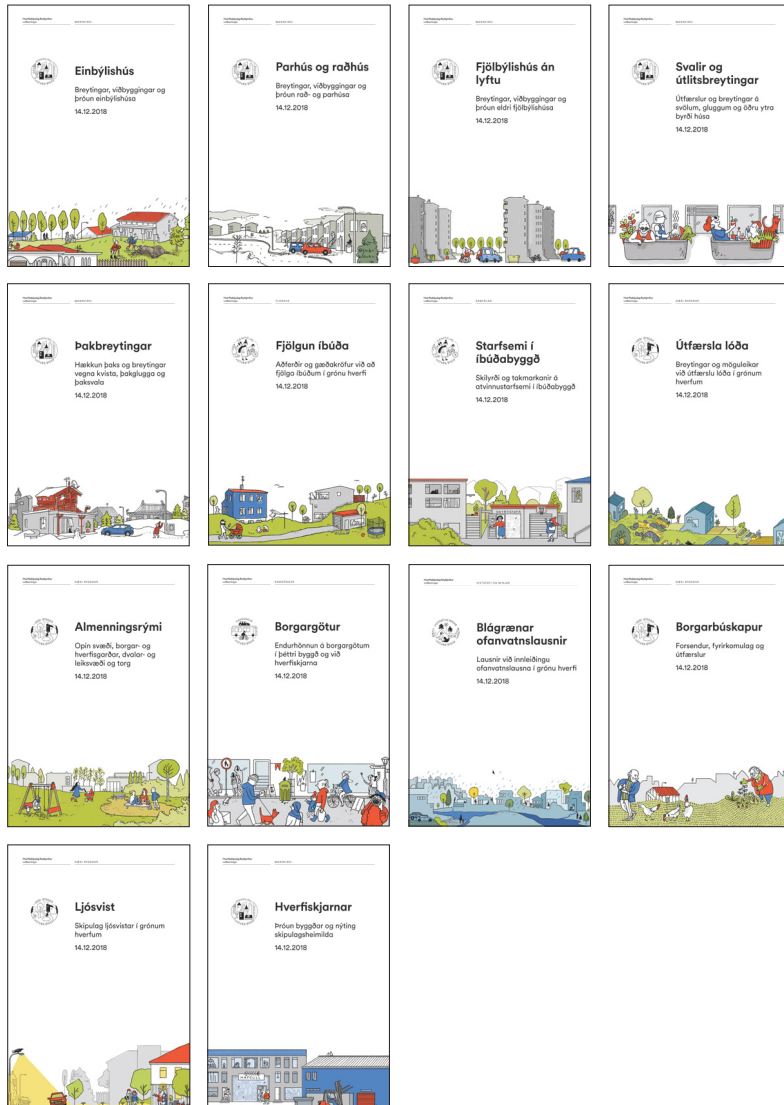 Einbýlishús
Breytingar, viðbyggingar og
þróun einbýlishúsa
14.12.2018
Parhús og raðhús
Breytingar, viðbyggingar og
þróun rað- og parhúsa
14.12.2018
Fjölbýlishús án
lyftu
Breytingar, viðbyggingar og
þróun eldri fjölbýlishúsa
14.12.2018
Svalir og
útlitsbreytingar
Útfærslur og breytingar á
svölum, gluggum og öðru ytra
byrði húsa
14.12.2018
Þakbreytingar
Hækkun þaks og breytingar
vegna kvista, þakglugga og
þaksvala
14.12.2018
Fjölgun íbúða
Aðferðir og gæðakröfur við að
fjölga íbúðum í grónu hverfi
14.12.2018
Starfsemi í
íbúðabyggð
Skilyrði og takmarkanir á
atvinnustarfsemi í íbúðabyggð
14.12.2018
Útfærsla lóða
Breytingar og möguleikar
við útfærslu lóða í grónum
hverfum
14.12.2018
Almenningsrými
Opin svæði, borgar- og
hverfisgarðar, dvalar- og
leiksvæði og torg
14.12.2018
Borgargötur
Endurhönnun á borgargötum
í þéttri byggð og við
hverfiskjarna
14.12.2018
Blágrænar
ofanvatnslausnir
Lausnir við innleiðingu
ofanvatnslausna í grónu hverfi
14.12.2018
Borgarbúskapur
Forsendur, fyrirkomulag og
útfærslur
14.12.2018
Ljósvist
Skipulag ljósvistar í grónum
hverfum
14.12.2018
Hverfiskjarnar
Þróun byggðar og nýting
skipulagsheimilda
14.12.2018